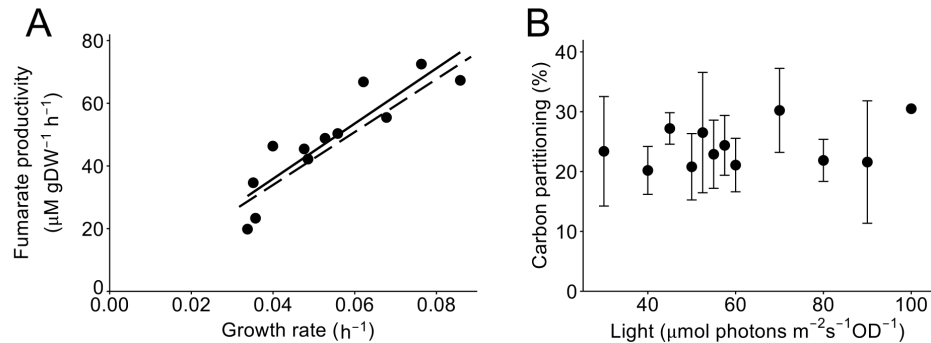 A
Fumarate productivity
(μM gDW⁻¹ h⁻¹)
80
60
40
20
0
0.00 0.02 0.04 0.06 0.08
Growth rate (h⁻¹)
B
Carbon partitioning (%)
40
30
20
10
0
40 60 80 100
Light (μmol photons m⁻²s⁻¹OD⁻¹)